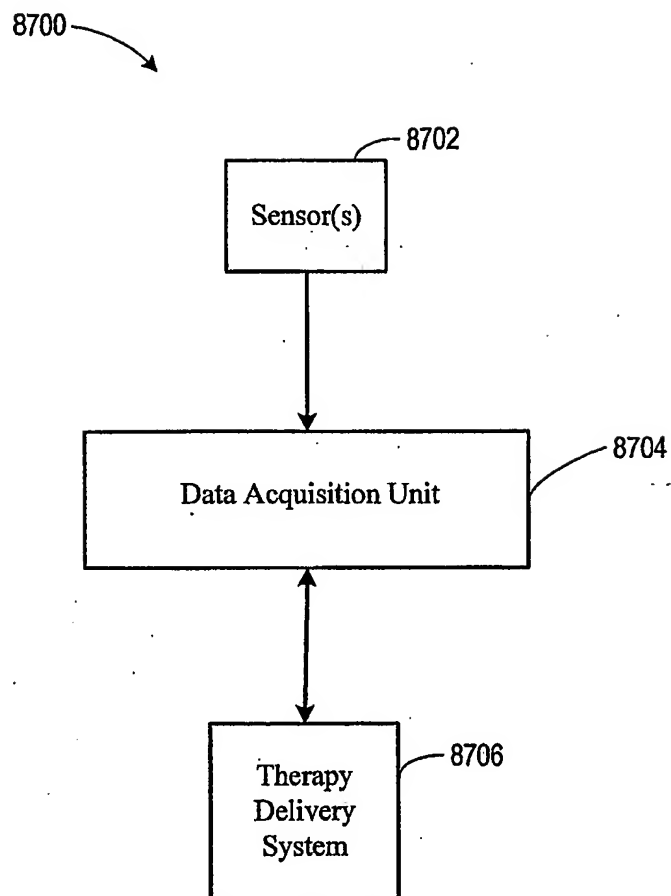 8700
8702
Sensor(s)
8704
Data Acquisition Unit
8706
Therapy
Delivery
System